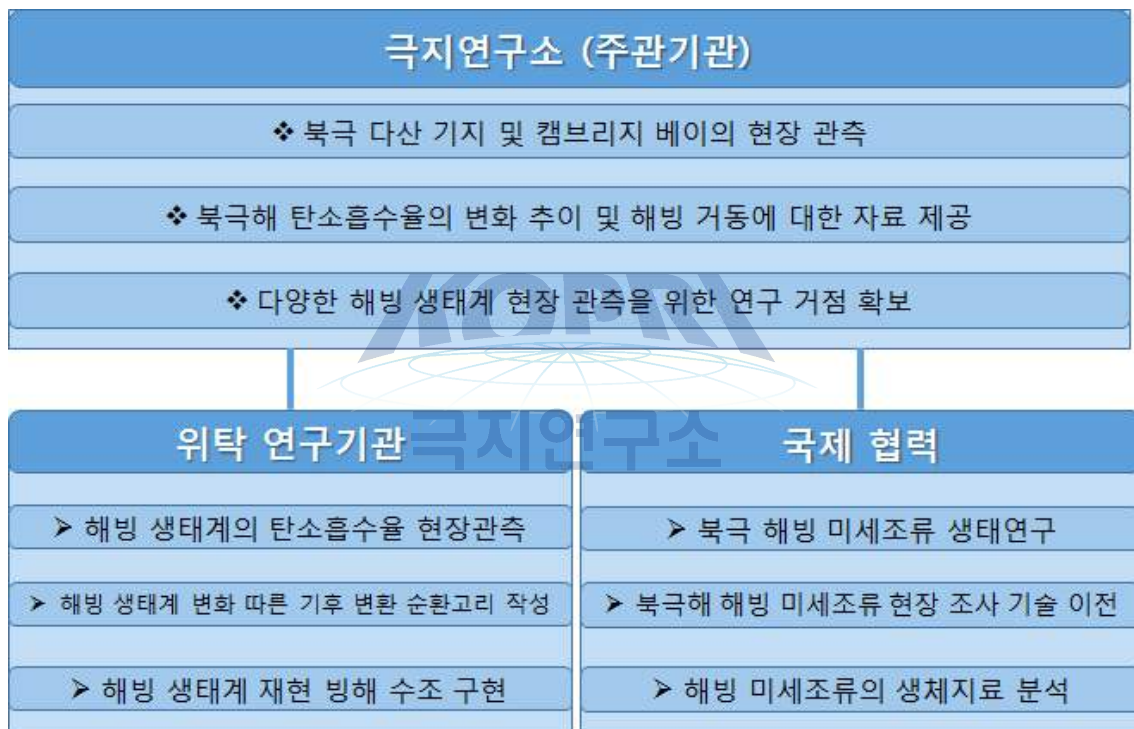 극지연구소 (주관기관)
❖ 북극 다산 기지 및 캠브리지 베이의 현장 관측
❖ 북극해 탄소흡수율의 변화 추이 및 해빙 거동에 대한 자료 제공
❖ 다양한 해빙 생태계 현장 관측을 위한 연구 거점 확보
KOPRI
극지연구소
위탁 연구기관
➢ 해빙 생태계의 탄소흡수율 현장관측
➢ 해빙 생태계 변화 따른 기후 변환 순환고리 작성
➢ 해빙 생태계 재현 빙해 수조 구현
국제 협력
➢ 북극 해빙 미세조류 생태연구
➢ 북극해 해빙 미세조류 현장 조사 기술 이전
➢ 해빙 미세조류의 생체지료 분석